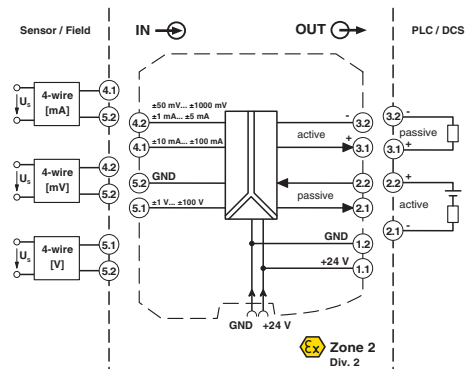 Sensor / Field
IN
OUT
PLC / DCS
Us
4-wire
[mA]
4.1
5.2
Us
4-wire
[mV]
4.2
5.2
Us
4-wire
[V]
5.1
5.2
±50 mV... ±1000 mV
±1 mA... ±5 mA
4.2
±10 mA... ±100 mA
4.1
GND
5.2
±1 V... ±100 V
5.1
-
active
3.2
+
3.1
passive
2.2
2.1
GND
1.2
+24 V
1.1
GND +24 V
3.2 -
passive
3.1 +
2.2 +
active
2.1 -
Ex
Zone 2
Div. 2